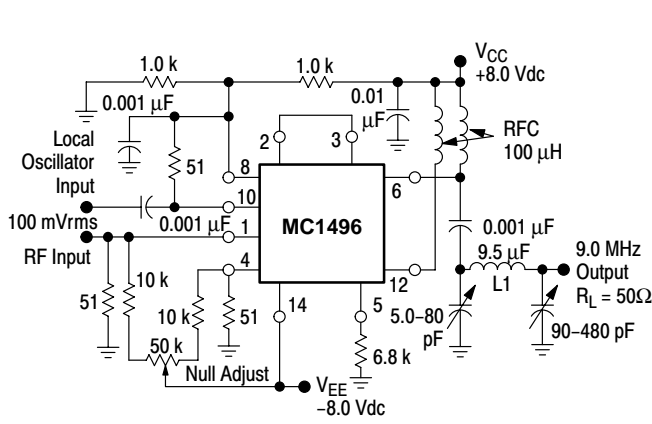 1.0 k
1.0 k
V_CC
+8.0 Vdc
0.001 μF
0.01
μF
RFC
100 μH
Local
Oscillator
Input
51
2
3
8
6
10
100 mVrms
0.001 μF
1
MC1496
RF Input
4
12
0.001 μF
9.5 μF
L1
9.0 MHz
Output
R_L = 50Ω
51
10 k
10 k
51
14
5
5.0–80
pF
90–480 pF
50 k
6.8 k
Null Adjust
V_EE
–8.0 Vdc